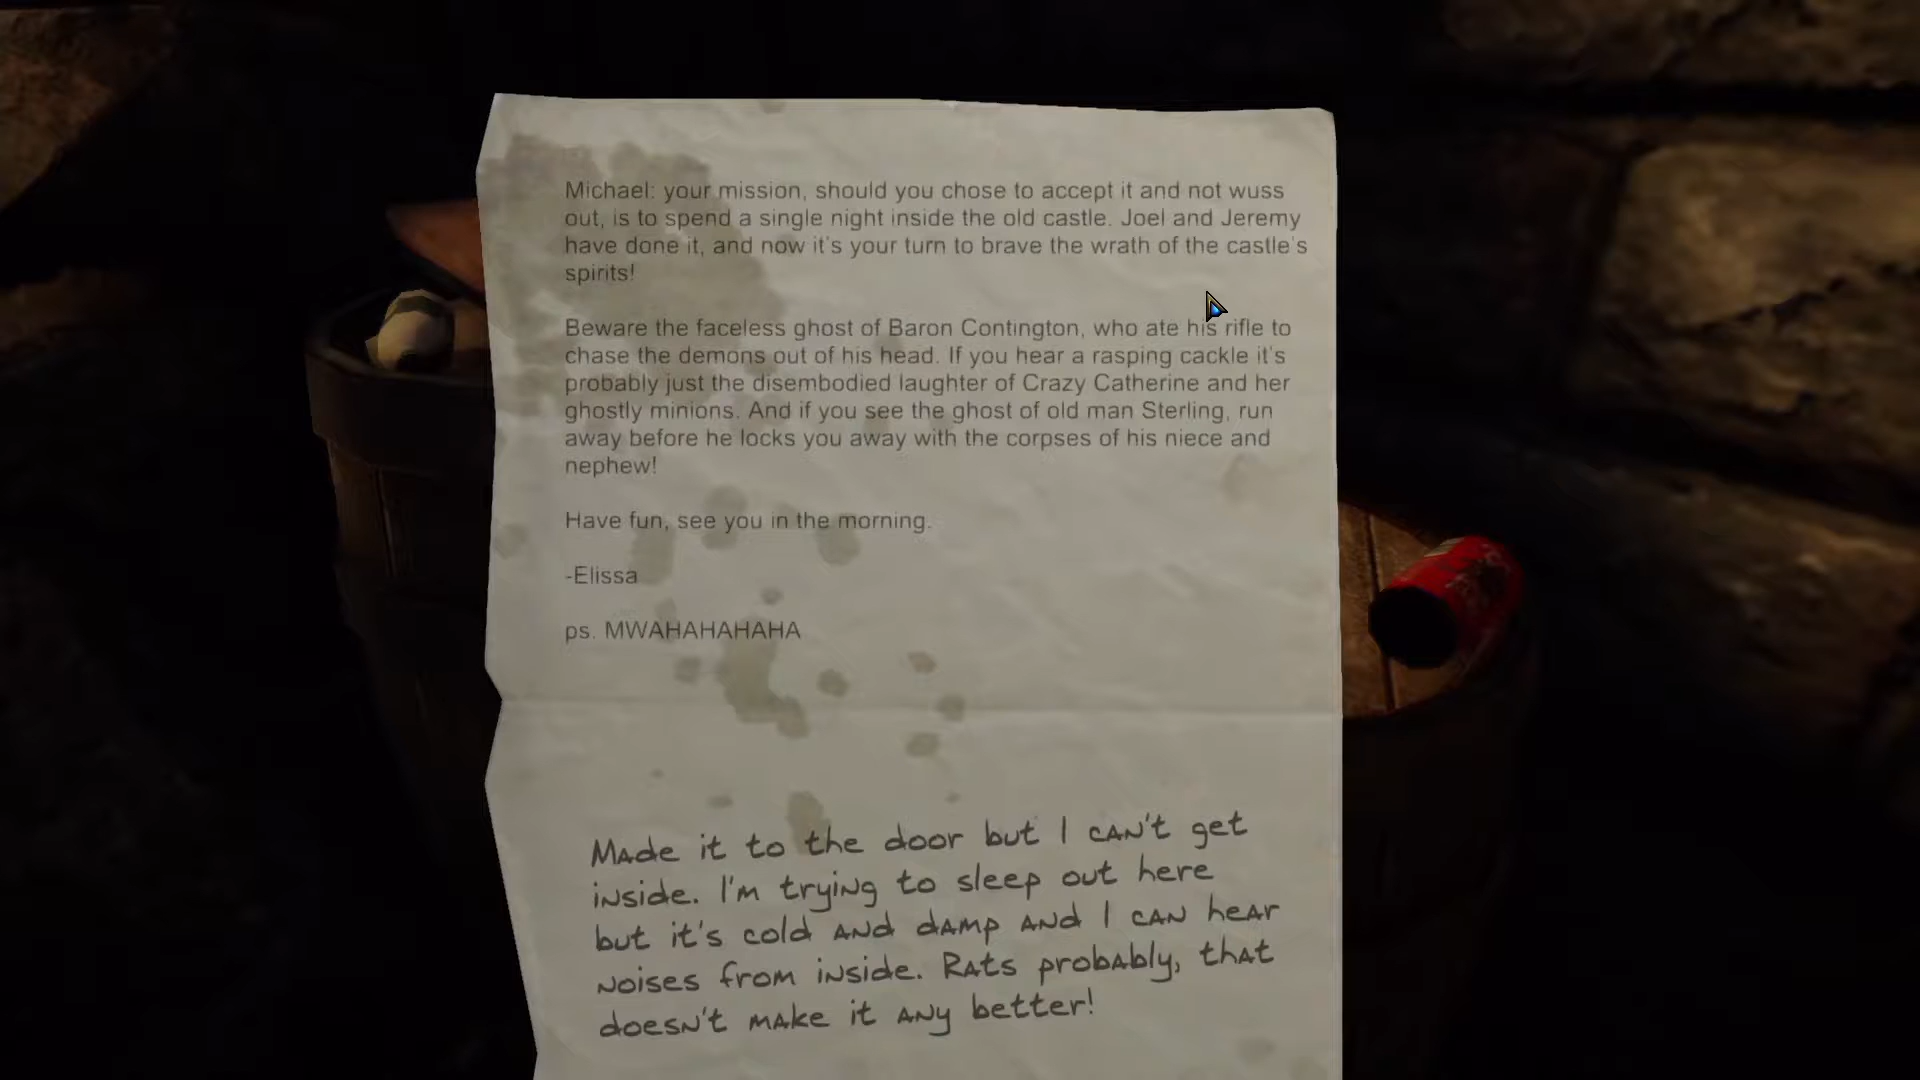 Michael: your mission, should you chose to accept it and not wuss
out, is to spend a single night inside the old castle. Joel and Jeremy
have done it, and now it's your turn to brave the wrath of the castle's
spirits!
Beware the faceless ghost of Baron Contington, who ate his rifle to
chase the demons out of his head. If you hear a rasping cackle it's
probably just the disembodied laughter of Crazy Catherine and her
ghostly minions. And if you see the ghost of old man Sterling, run
away before he locks you away with the corpses of his niece and
nephew!
Have fun, see you in the morning.
-Elissa
ps. MWAHAHAHAHA
Made it to the door but I can't get
inside. I'm trying to sleep out here
but it's cold and damp and I can hear
noises from inside. Rats probably, that
doesn't make it any better!